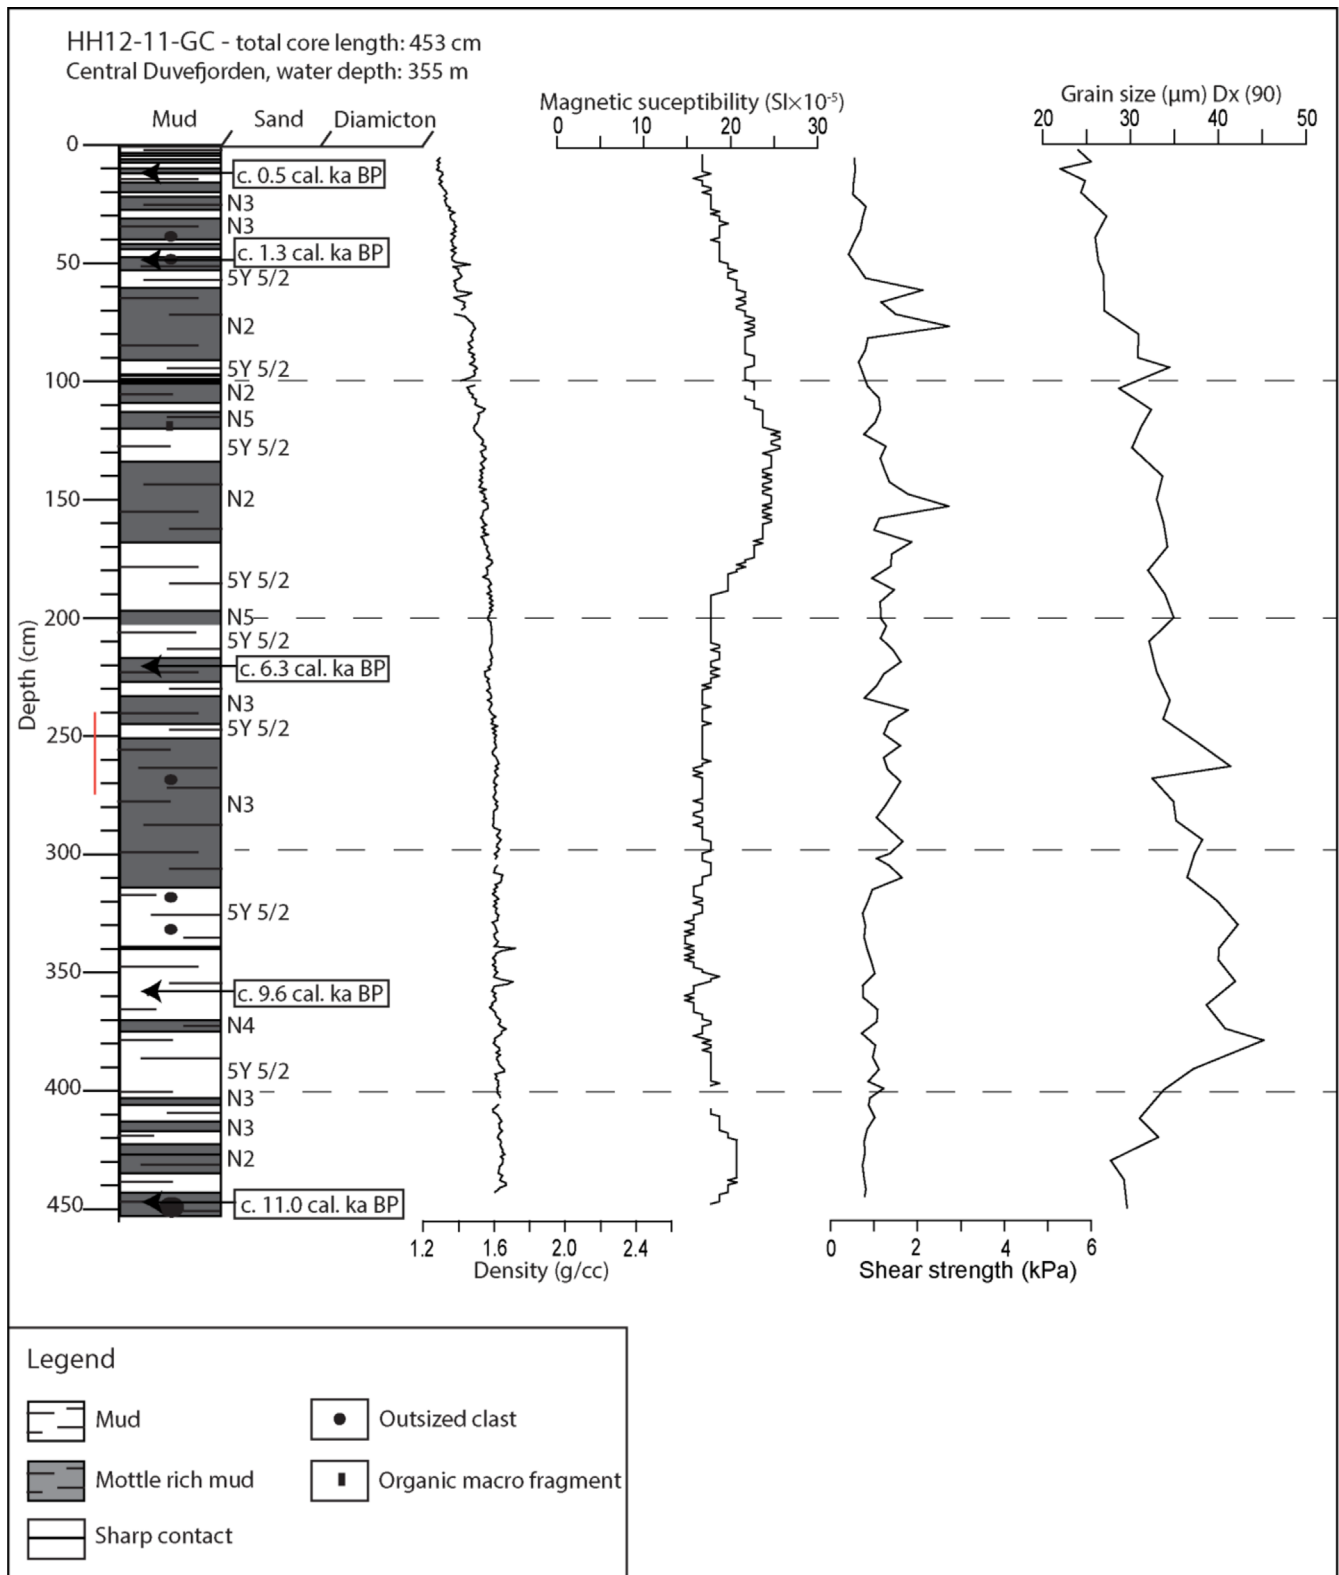 HH12-11-GC - total core length: 453 cm
Central Duvefjorden, water depth: 355 m
Mud Sand Diamicton
Magnetic suceptibility (SI×10-5)
0 10 20 30
Grain size (µm) Dx (90)
20 30 40 50
Depth (cm)
0
50
100
150
200
250
300
350
400
450
c. 0.5 cal. ka BP
N3
N3
c. 1.3 cal. ka BP
5Y 5/2
N2
5Y 5/2
N2
N5
5Y 5/2
N2
5Y 5/2
N5
5Y 5/2
c. 6.3 cal. ka BP
N3
5Y 5/2
N3
5Y 5/2
c. 9.6 cal. ka BP
N4
5Y 5/2
N3
N3
N2
c. 11.0 cal. ka BP
1.2 1.6 2.0 2.4
Density (g/cc)
0 2 4 6
Shear strength (kPa)
Legend
Mud
Outsized clast
Mottle rich mud
Organic macro fragment
Sharp contact